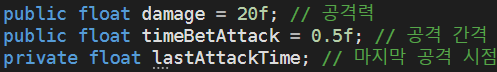 public float damage = 20f; // 공격력
public float timeBetAttack = 0.5f; // 공격 간격
private float lastAttackTime; // 마지막 공격 시점